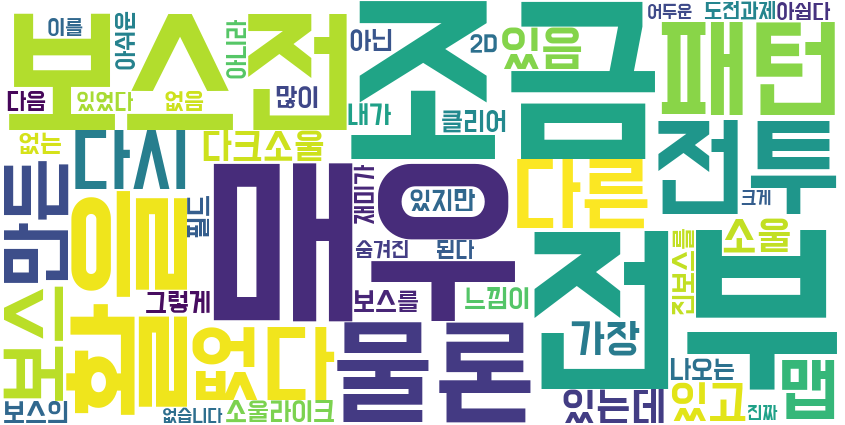 이를
아쉬운
아니라
아닌
2D
있음
어두운
도전과제
아쉽다
보스전
조금
패턴
다음
있었다
없음
많이
내가
클리어
없는
다시
다크소울
전투
만든
황을
매우
재미가
있지만
다른
크게
필드
숨겨진
된다
전부
진보스를
소울
그렇게
보스를
느낌이
보스
없다
물론
가장
맵
나오는
보스의
없습니다
소울라이크
있는데
있고
진짜